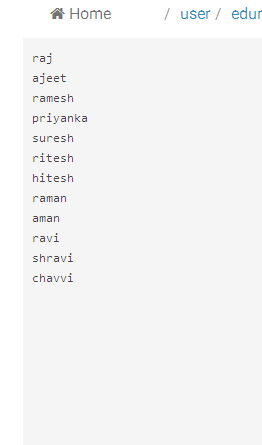 Home / user / edur
raj
ajeet
ramesh
priyanka
suresh
ritesh
hitesh
raman
aman
ravi
shravi
chavvi